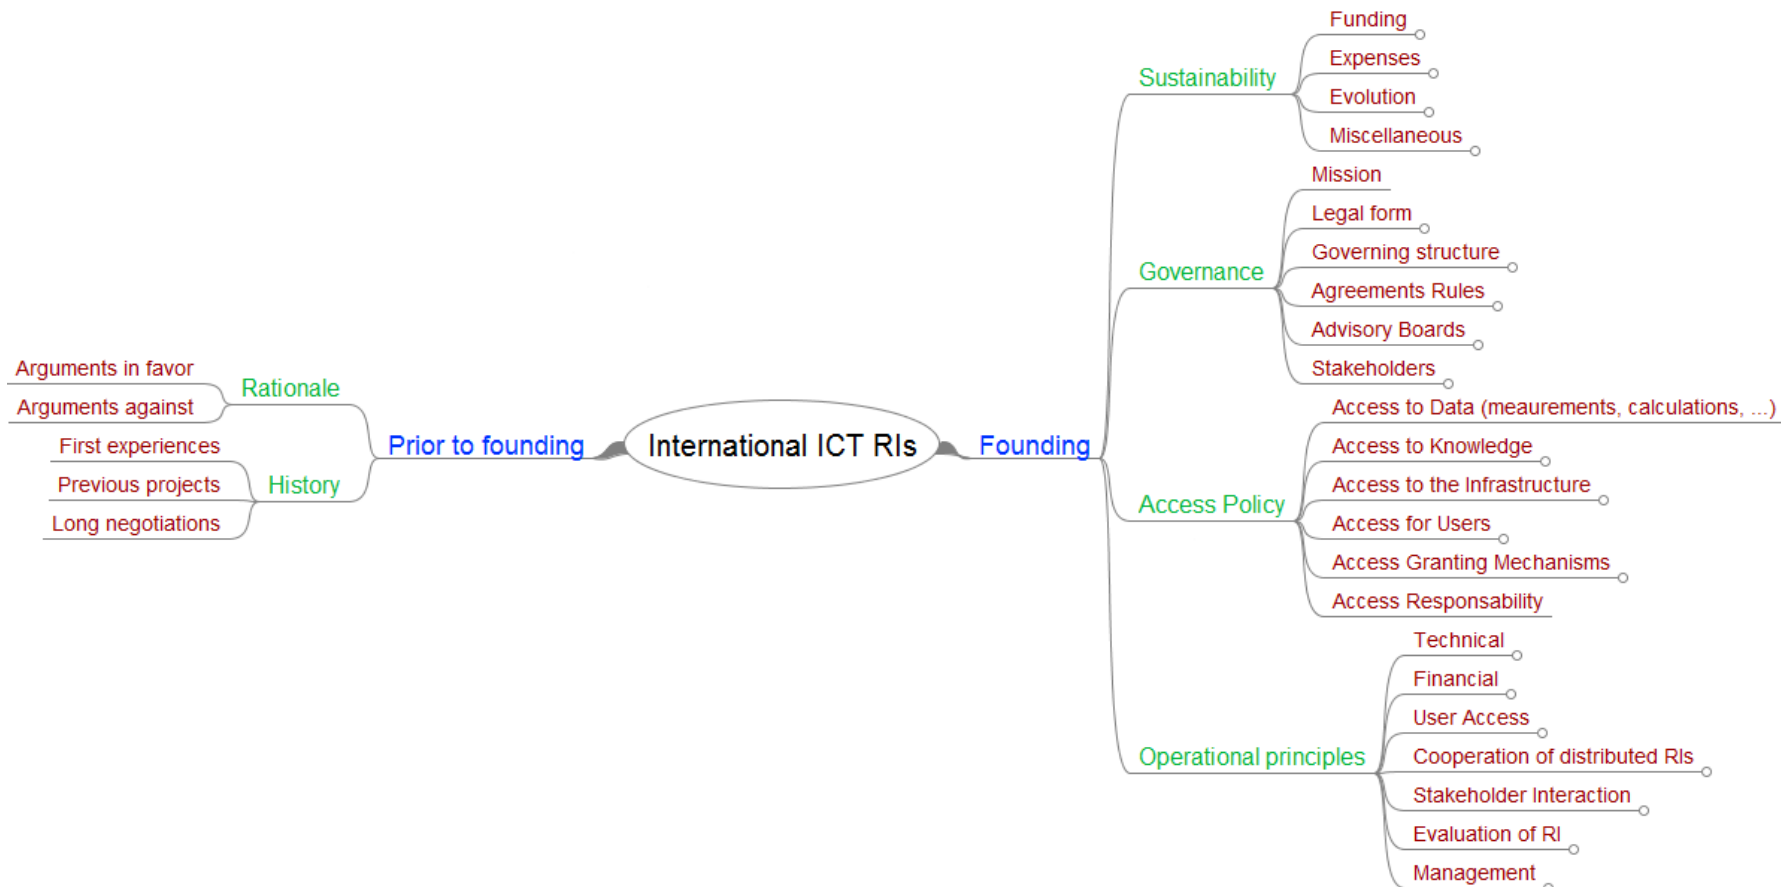 Arguments in favor
Arguments against
Rationale
First experiences
Previous projects
Long negotiations
History
Prior to founding
International ICT RIs
Founding
Sustainability
Funding
Expenses
Evolution
Miscellaneous
Governance
Mission
Legal form
Governing structure
Agreements Rules
Advisory Boards
Stakeholders
Access Policy
Access to Data (meaurements, calculations, ...)
Access to Knowledge
Access to the Infrastructure
Access for Users
Access Granting Mechanisms
Access Responsability
Operational principles
Technical
Financial
User Access
Cooperation of distributed RIs
Stakeholder Interaction
Evaluation of RI
Management